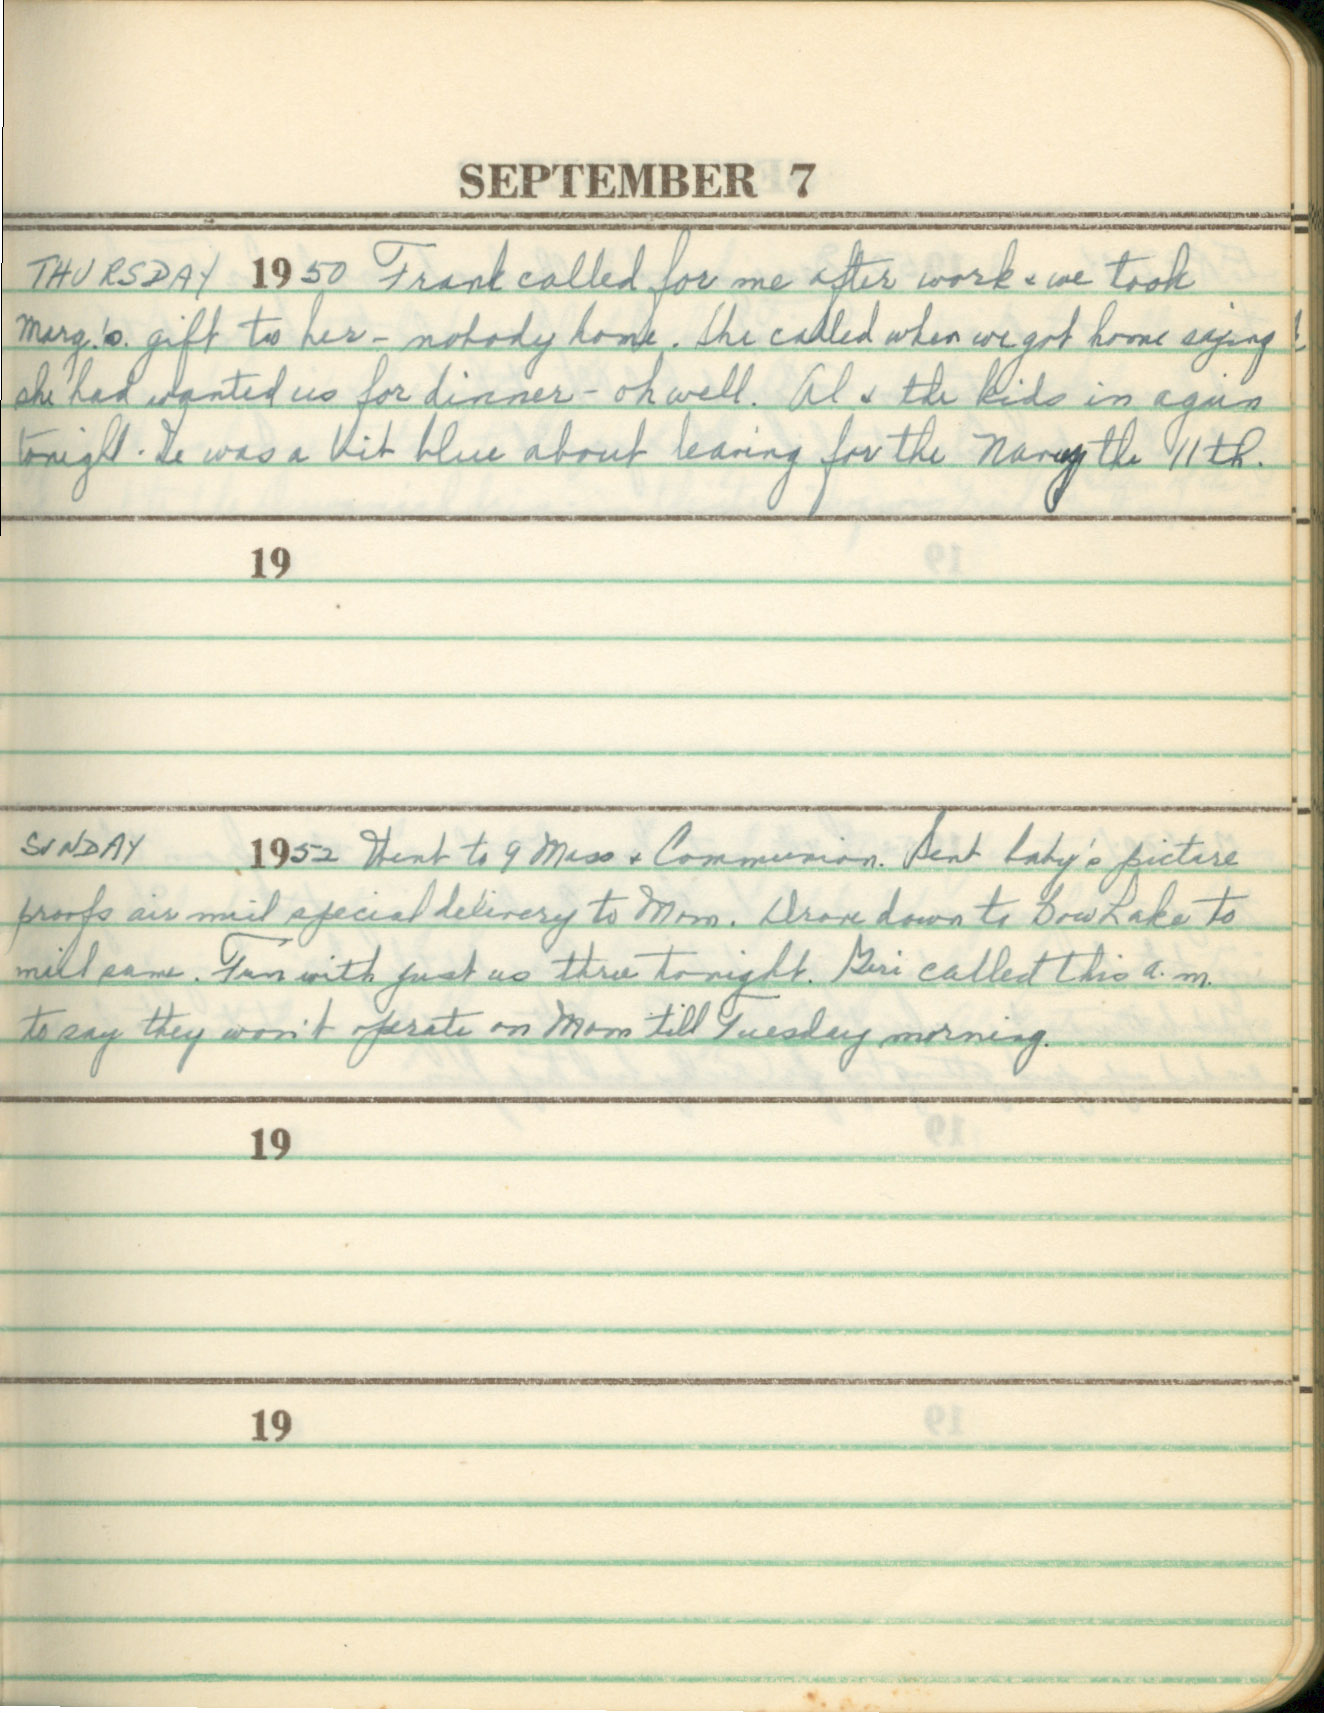 SEPTEMBER 7
THURSDAY 1950 Frank called for me after work & we took
Marg.'s. gift to her - nobody home. She called when we got home saying
she had wanted us for dinner - oh well. Al & the kids in again
tonight. He was a bit blue about leaving for the Navy the 11th.
19
SUNDAY 1952 Went to 9 Mass & Communion. Sent baby's picture
proofs air mail special delivery to Mom. Drove down to Bow Lake to
mail same. Fun with just us three tonight. Geri called this a.m.
to say they won't operate on Mom till Tuesday morning.
19
19